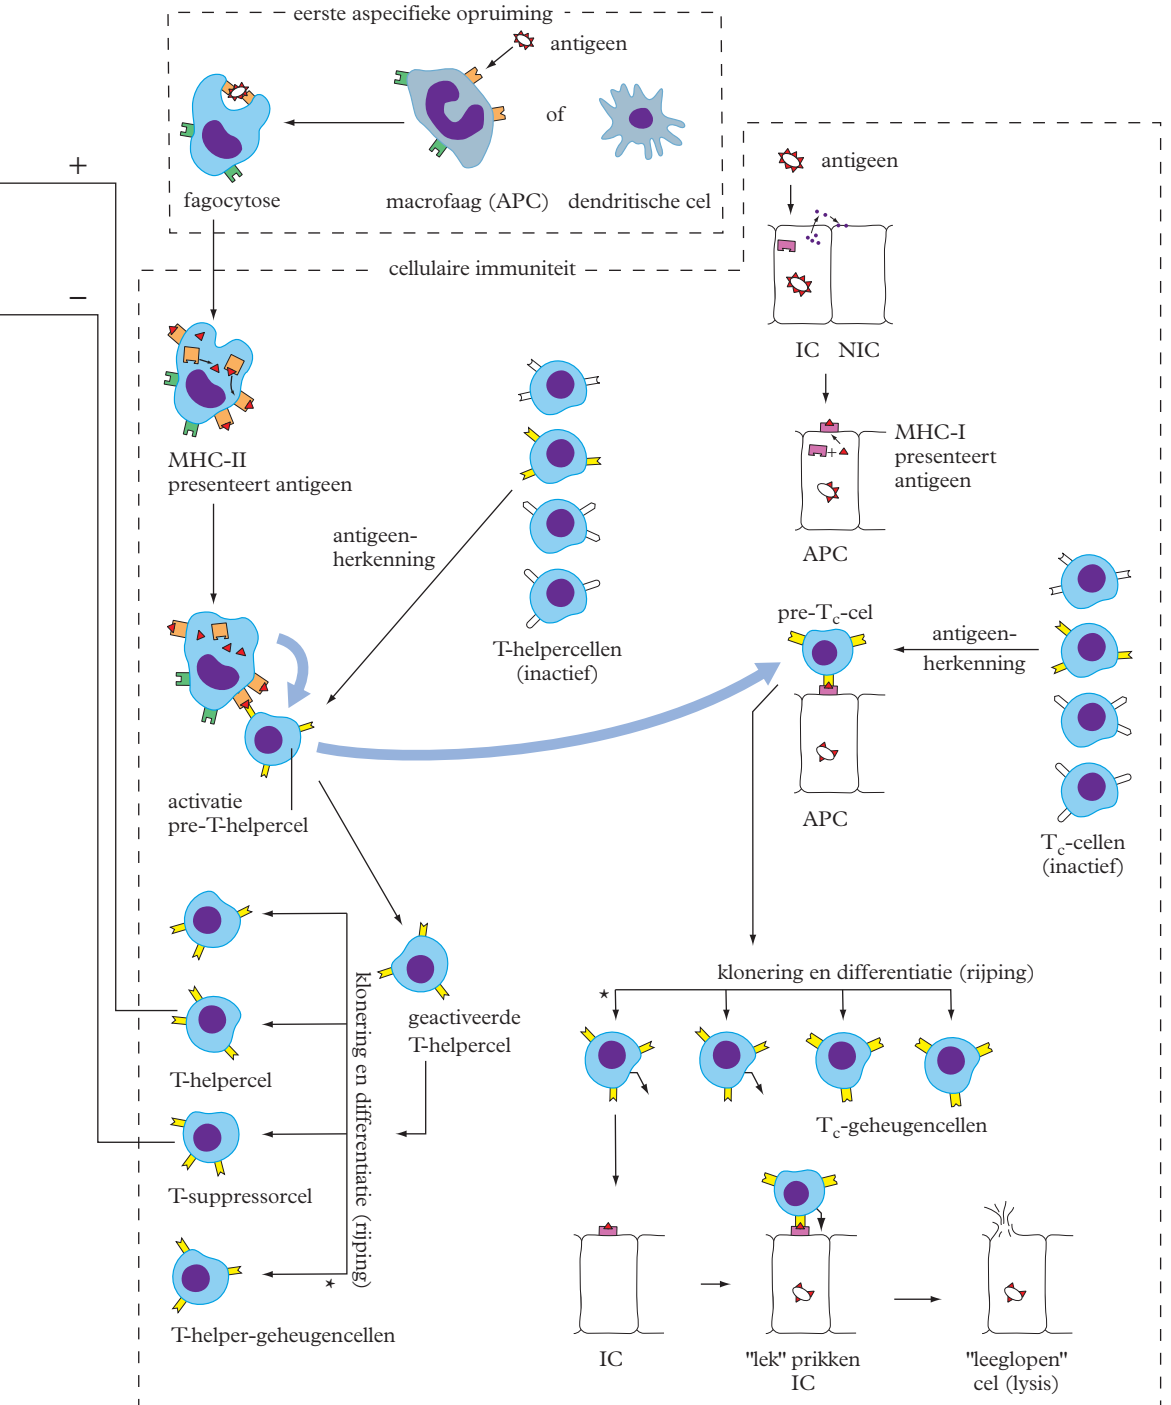 eerste aspecifieke opruiming
antigeen
of
fagocytose
macrofaag (APC)
dendritische cel
+
−
cellulaire immuniteit
antigeen
IC
NIC
MHC-II
presenteert antigeen
MHC-I
presenteert
antigeen
+
APC
antigeen-
herkenning
T-helpercellen
(inactief)
pre-Tc-cel
antigeen-
herkenning
activatie
pre-T-helpercel
APC
Tc-cellen
(inactief)
klonering en differentiatie (rijping)
★
geactiveerde
T-helpercel
klonering en differentiatie (rijping)
★
T-helpercel
T-suppressorcel
T-helper-geheugencellen
Tc-geheugencellen
IC
"lek" prikken
IC
"leeglopen"
cel (lysis)